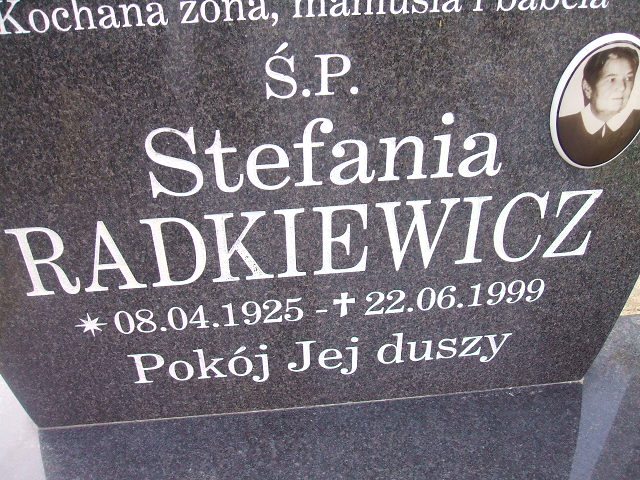 Kochana żona, mamusia i babcia
Ś.P.
Stefania
RADKIEWICZ
08.04.1925 - 22.06.1999
Pokój Jej duszy